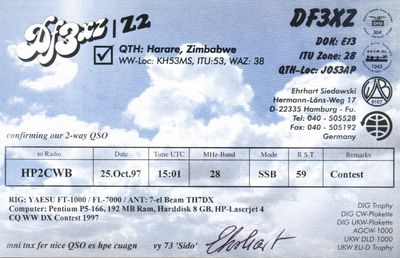 DF3XZ / Z2
QTH: Harare, Zimbabwe
WW-Loc: KH53MS, ITU:53, WAZ: 38
DF3XZ
DOK: E13
ITU Zone: 28
QTH-Loc: JO53AP
Ehrhart Siedowski
Hermann-Löns-Weg 17
D-22335 Hamburg - Fu.
Tel: 040 - 505528
Fax: 040 - 505192
Germany
304
AGCW-DL
1043
9107
confirming our 2-way QSO
to Radio Date Time UTC MHz-Band Mode R S T Remarks
HP2CWB 25.Oct.97 15:01 28 SSB 59 Contest
RIG: YAESU FT-1000 / FL-7000 / ANT: 7-el Beam TH7DX
Computer: Pentium P5-166, 192 MB Ram, Harddisk 8 GB, HP-Laserjet 4
CQ WW DX Contest 1997
DIG Trophy
DIG CW-Plakette
DIG UKW-Plakette
AGCW-1000
UKW DLD 1000
UKW EU-D Trophy
mni tnx fer nice QSO es hpe cuagn vy 73 'Sido' Ehrhart